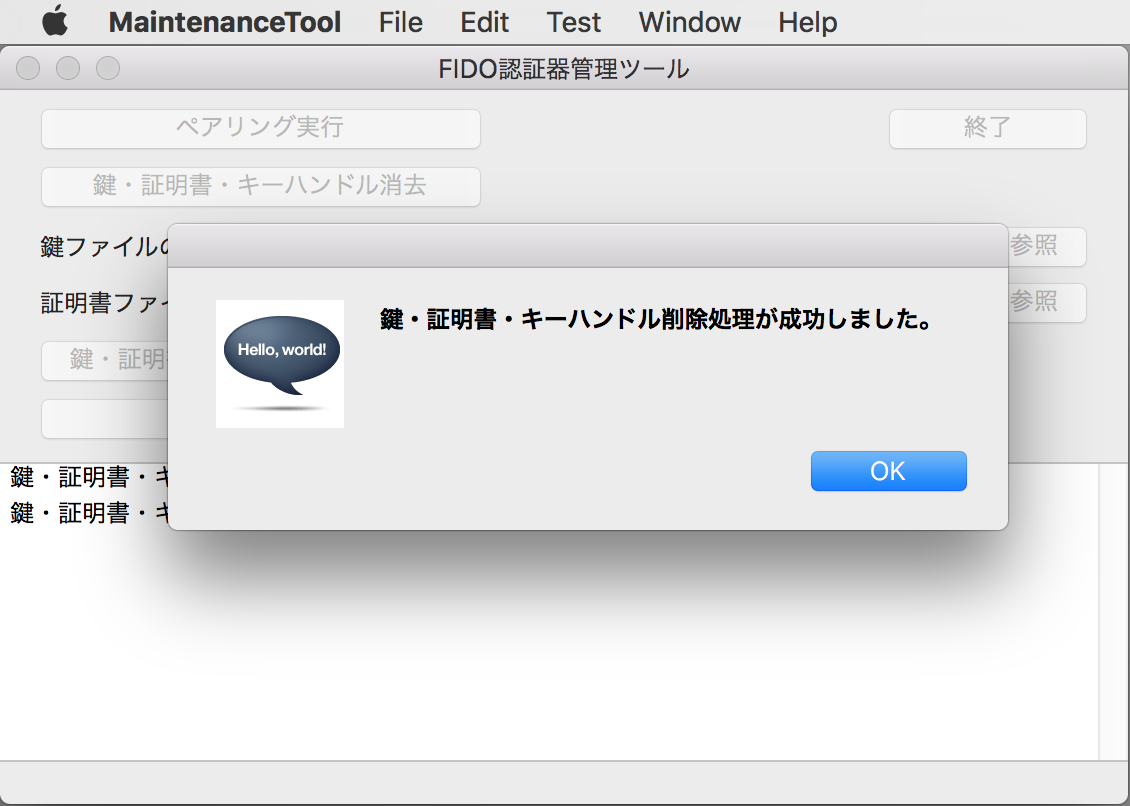 MaintenanceTool File Edit Test Window Help
FIDO認証器管理ツール
ペアリング実行
終了
鍵・証明書・キーハンドル消去
鍵ファイルの
参照
証明書ファイ
参照
鍵・証明
Hello, world!
鍵・証明書・キーハンドル削除処理が成功しました。
OK
鍵・証明書・キ
鍵・証明書・キ